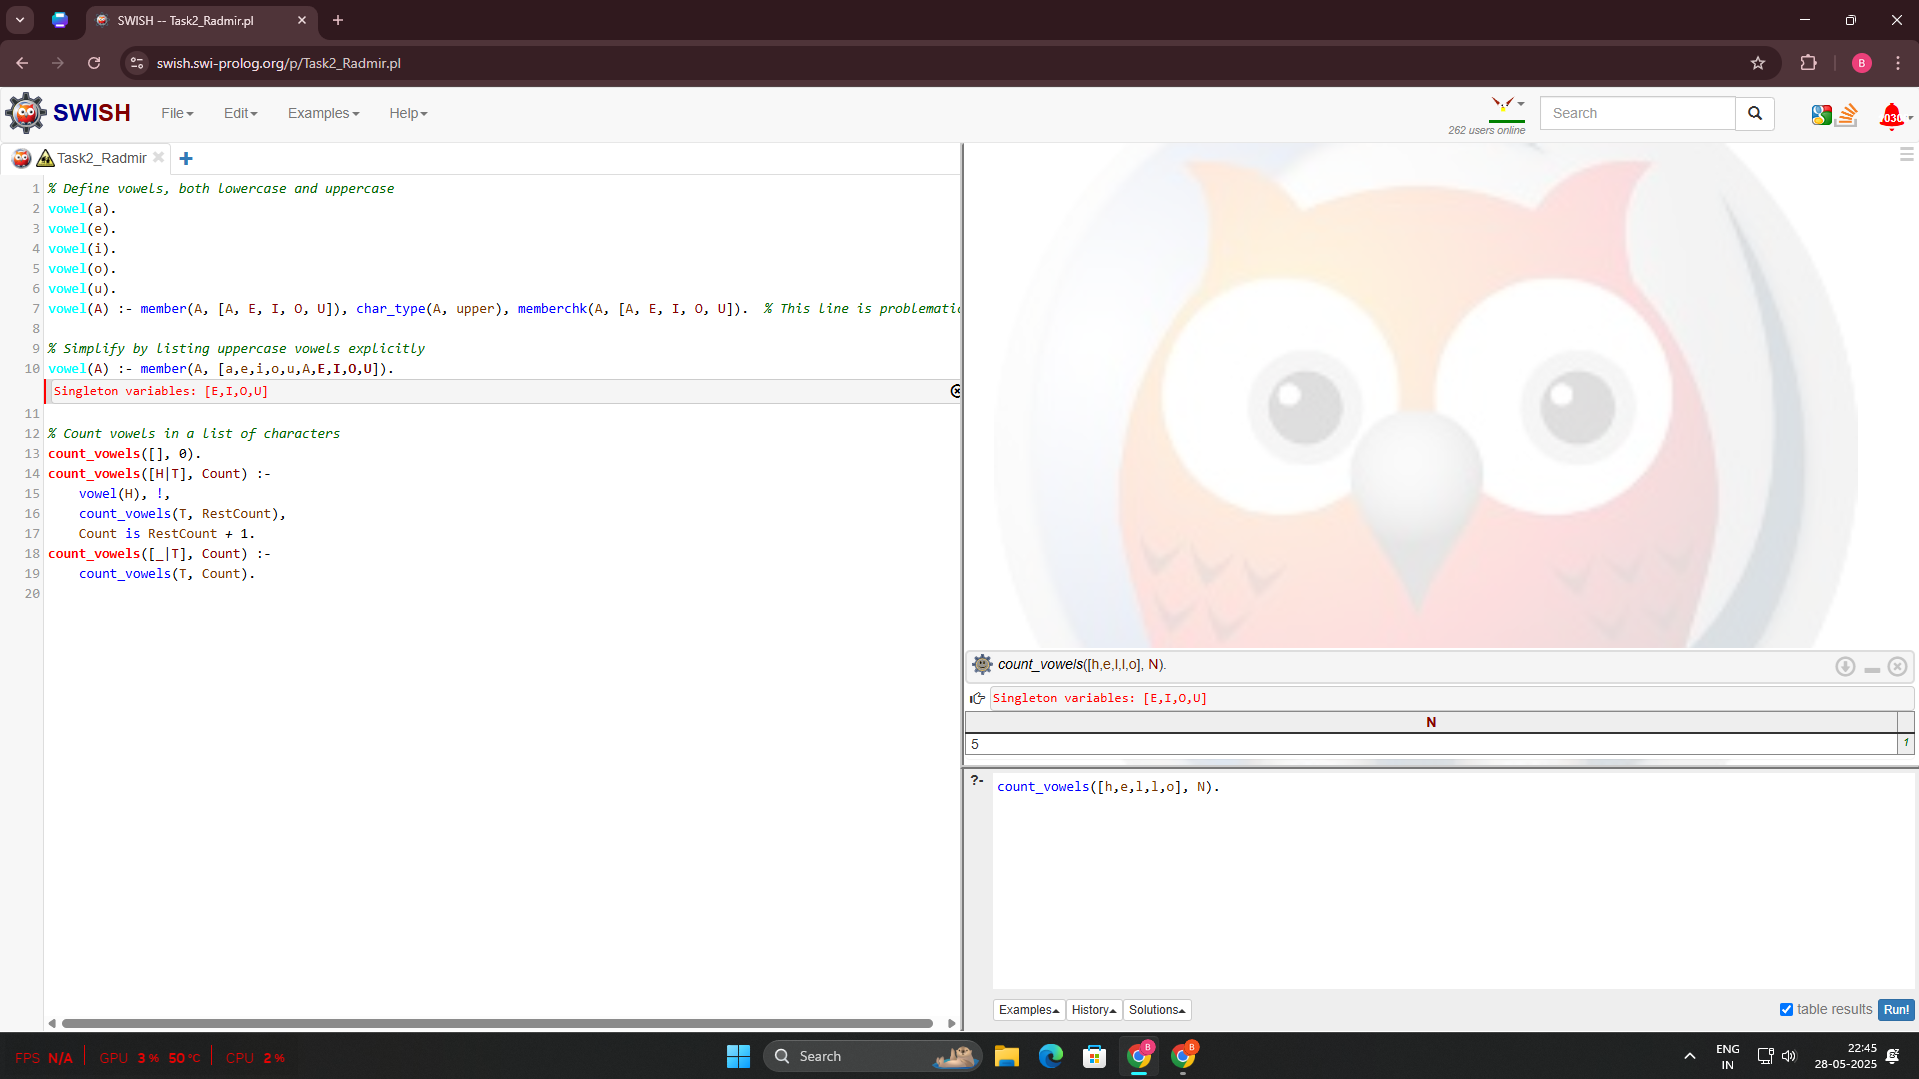 SWISH -- Task2_Radmir.pl
swish.swi-prolog.org/p/Task2_Radmir.pl
B
SWISH
File
Edit
Examples
Help
262 users online
Search
Task2_Radmir
1 % Define vowels, both lowercase and uppercase
2 vowel(a).
3 vowel(e).
4 vowel(i).
5 vowel(o).
6 vowel(u).
7 vowel(A) :- member(A, [A, E, I, O, U]), char_type(A, upper), memberchk(A, [A, E, I, O, U]).  % This line is problematic
8
9 % Simplify by listing uppercase vowels explicitly
10 vowel(A) :- member(A, [a,e,i,o,u,A,E,I,O,U]).
Singleton variables: [E,I,O,U]
11
12 % Count vowels in a list of characters
13 count_vowels([], 0).
14 count_vowels([H|T], Count) :-
15     vowel(H), !,
16     count_vowels(T, RestCount),
17     Count is RestCount + 1.
18 count_vowels([_|T], Count) :-
19     count_vowels(T, Count).
20
count_vowels([h,e,l,l,o], N).
Singleton variables: [E,I,O,U]
N
5
1
?- count_vowels([h,e,l,l,o], N).
Examples
History
Solutions
table results
Run!
FPS N/A GPU 3 % 50 °C CPU 2 %
Search
B
B
ENG
IN
22:45
28-05-2025